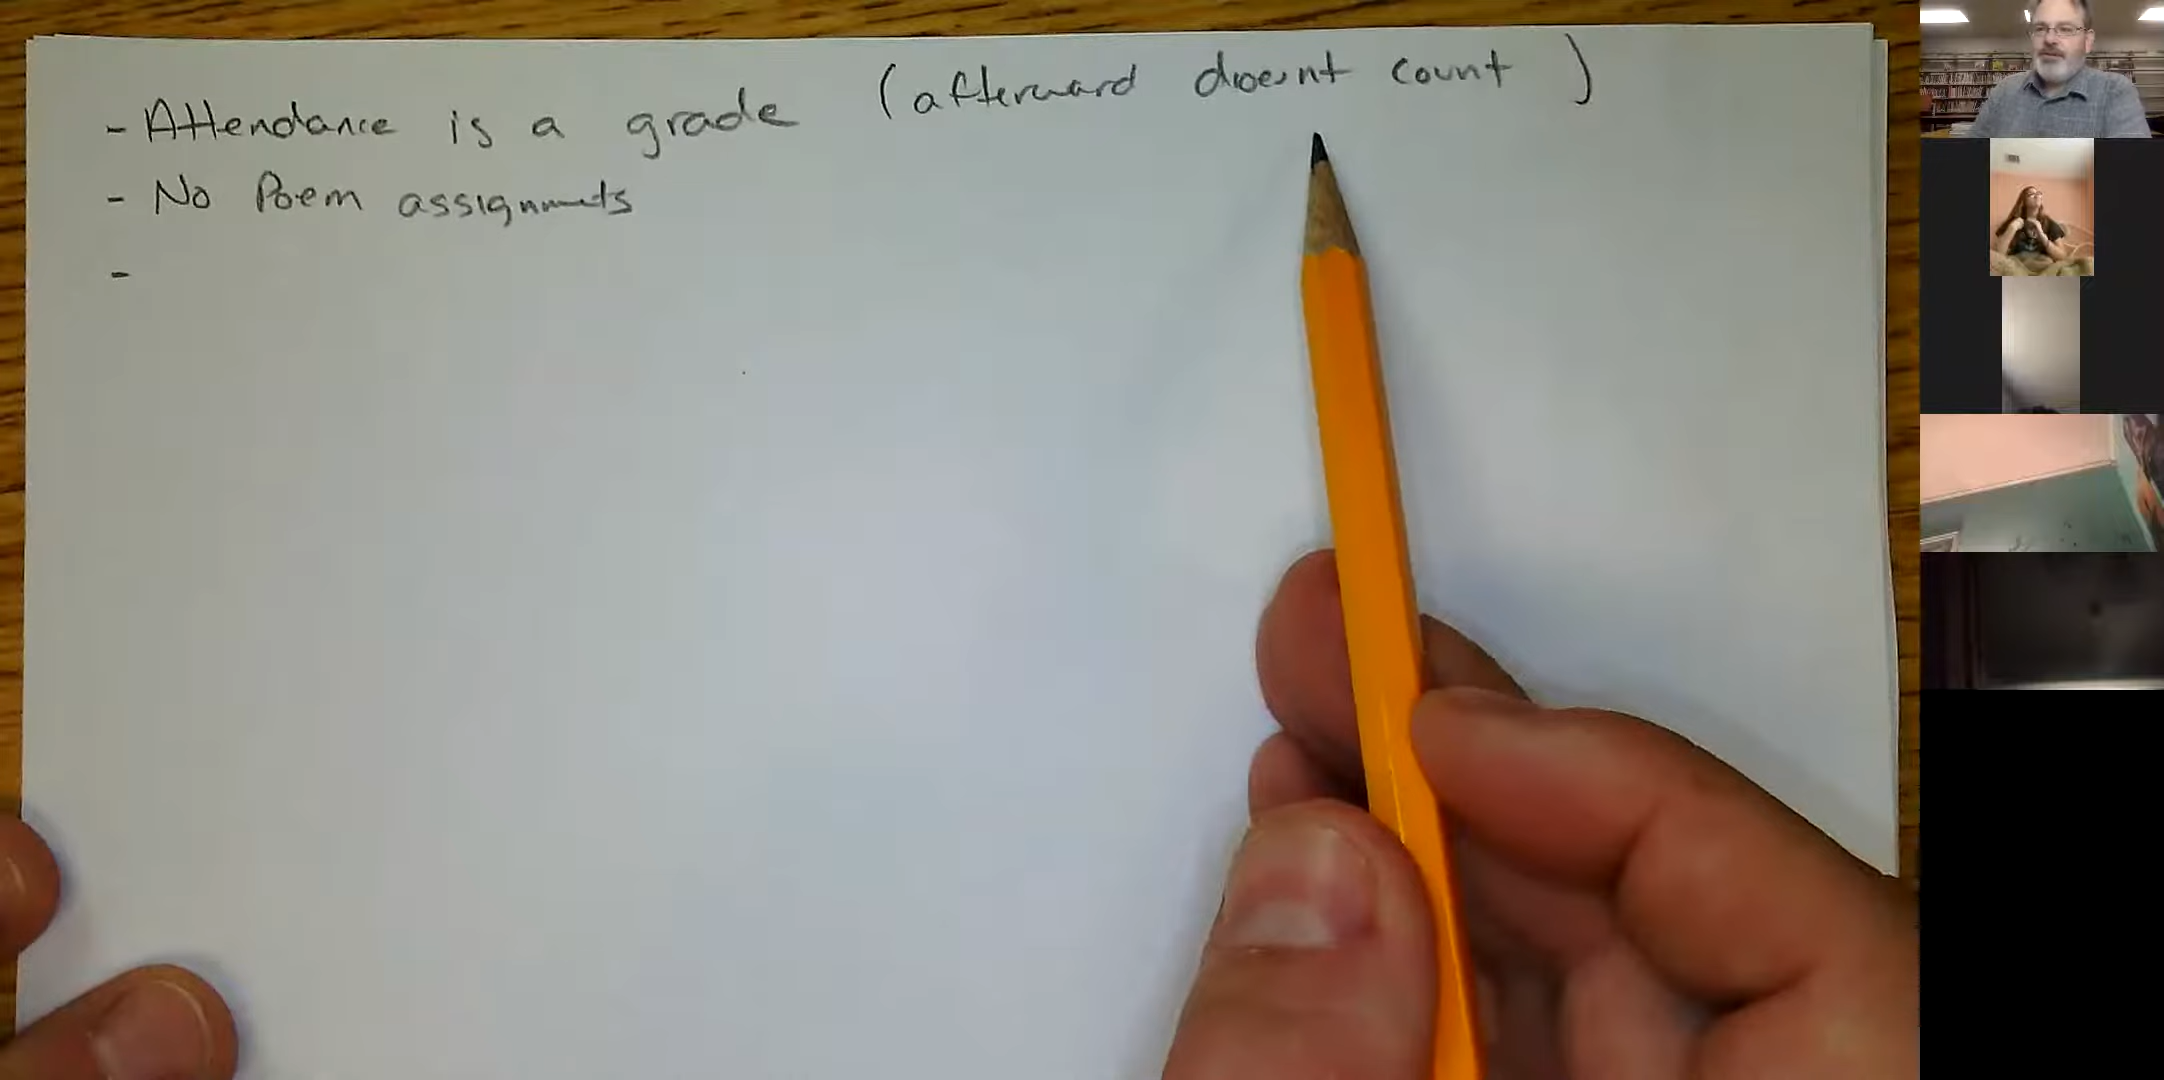 - Attendance is a grade (afterward doesnt count )
- No Poem assignments
-